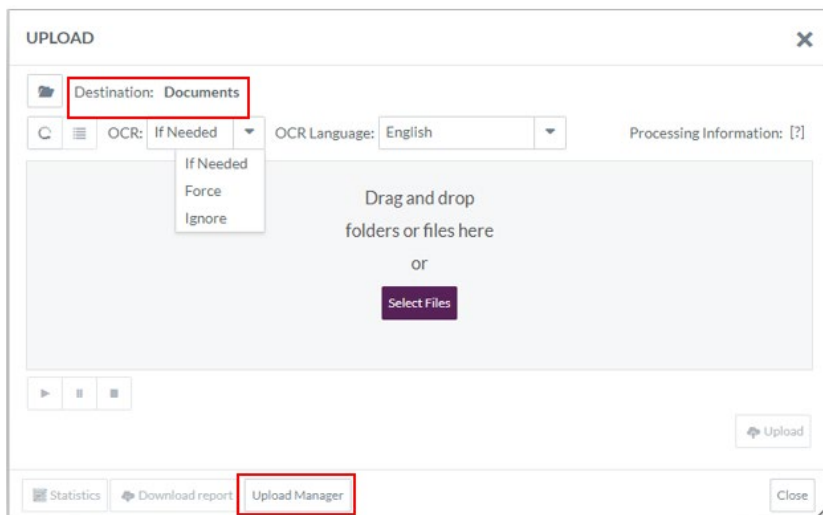 UPLOAD
Destination: Documents
OCR: If Needed OCR Language: English Processing Information: [?]
If Needed
Force
Ignore
Drag and drop
folders or files here
or
Select Files
Upload
Statistics Download report Upload Manager Close